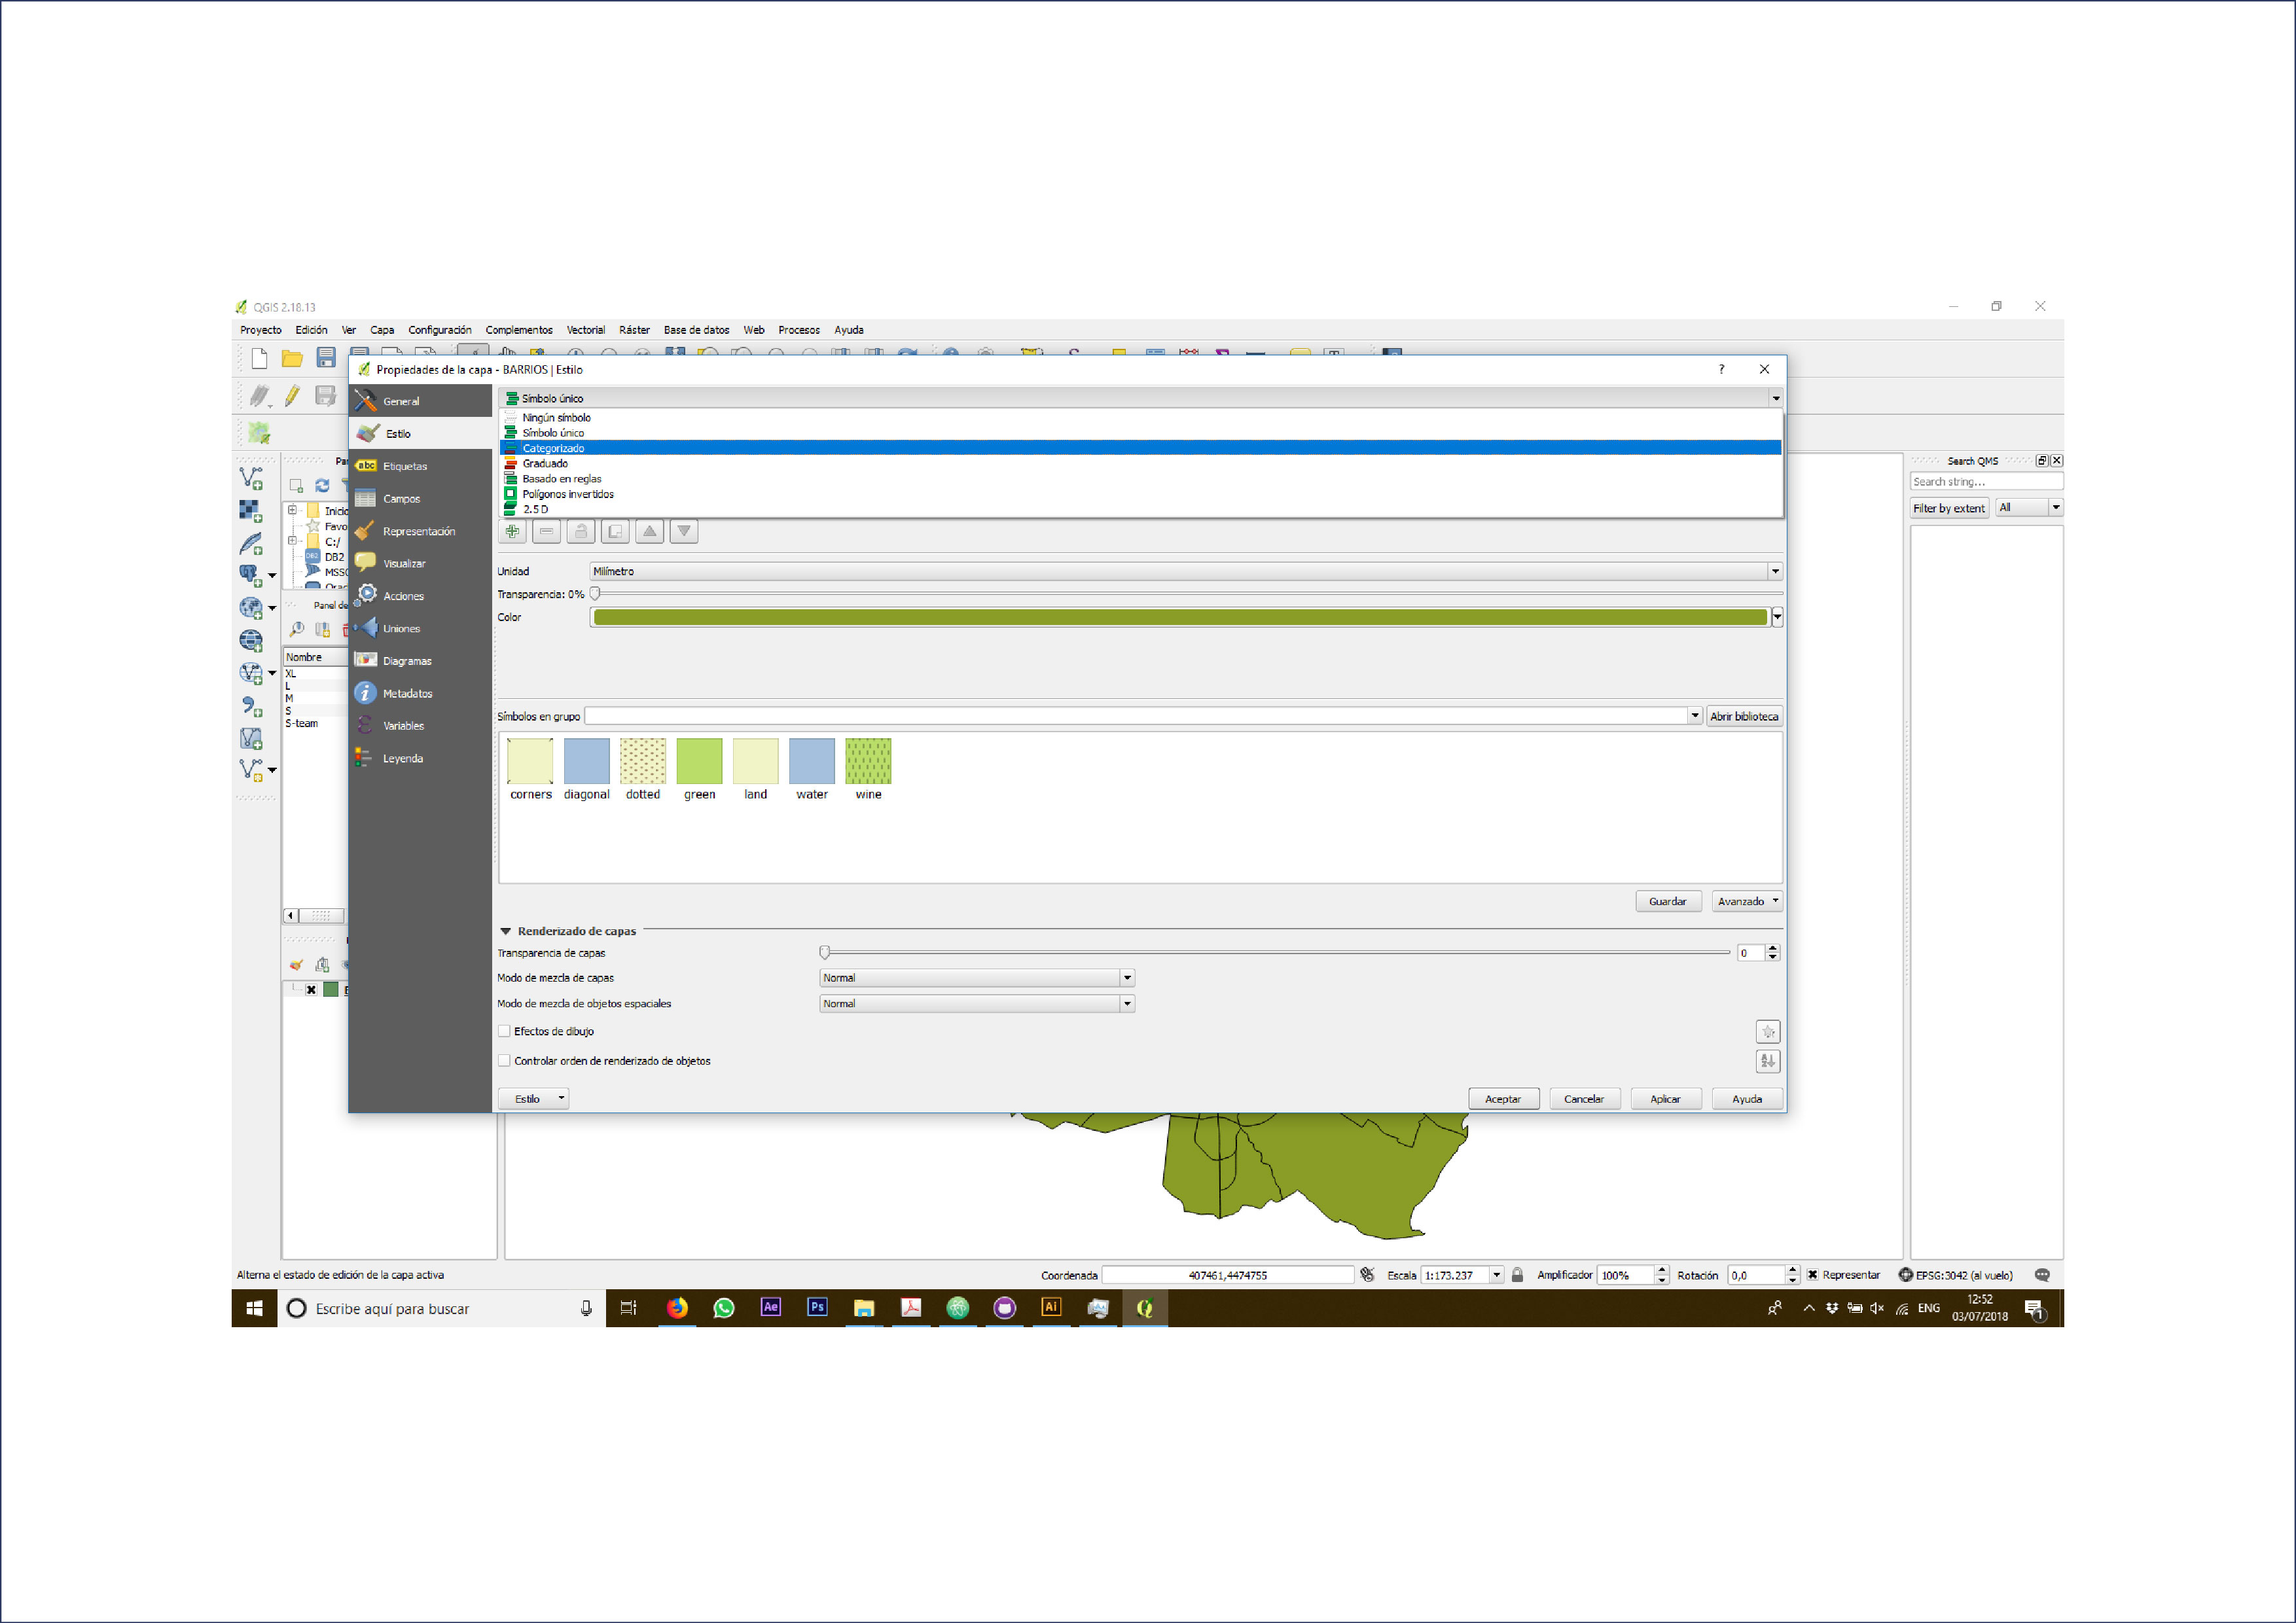 QGIS 2.18.13
Proyecto Edición Ver Capa Configuración Complementos Vectorial Ráster Base de datos Web Procesos Ayuda
Propiedades de la capa - BARRIOS | Estilo
?
General
Estilo
Etiquetas
Campos
Representación
Visualizar
Acciones
Uniones
Diagramas
Metadatos
Variables
Leyenda
Símbolo único
Ningún símbolo
Símbolo único
Categorizado
Graduado
Basado en reglas
Polígonos invertidos
2.5 D
Unidad Milímetro
Transparencia: 0%
Color
Símbolos en grupo Abrir biblioteca
corners diagonal dotted green land water wine
Guardar Avanzado
Renderizado de capas
Transparencia de capas 0
Modo de mezcla de capas Normal
Modo de mezcla de objetos espaciales Normal
Efectos de dibujo
Controlar orden de renderizado de objetos
Estilo Aceptar Cancelar Aplicar Ayuda
C:/
DB2
Panel de
Nombre
XL
L
M
S
S-team
Search QMS
Search string...
Filter by extent All
Alterna el estado de edición de la capa activa
Coordenada 407461,4474755 Escala 1:173.237 Amplificador 100% Rotación 0,0 Representar EPSG:3042 (al vuelo)
Escribe aquí para buscar
Ae Ps Ai
ENG
12:52
03/07/2018
1